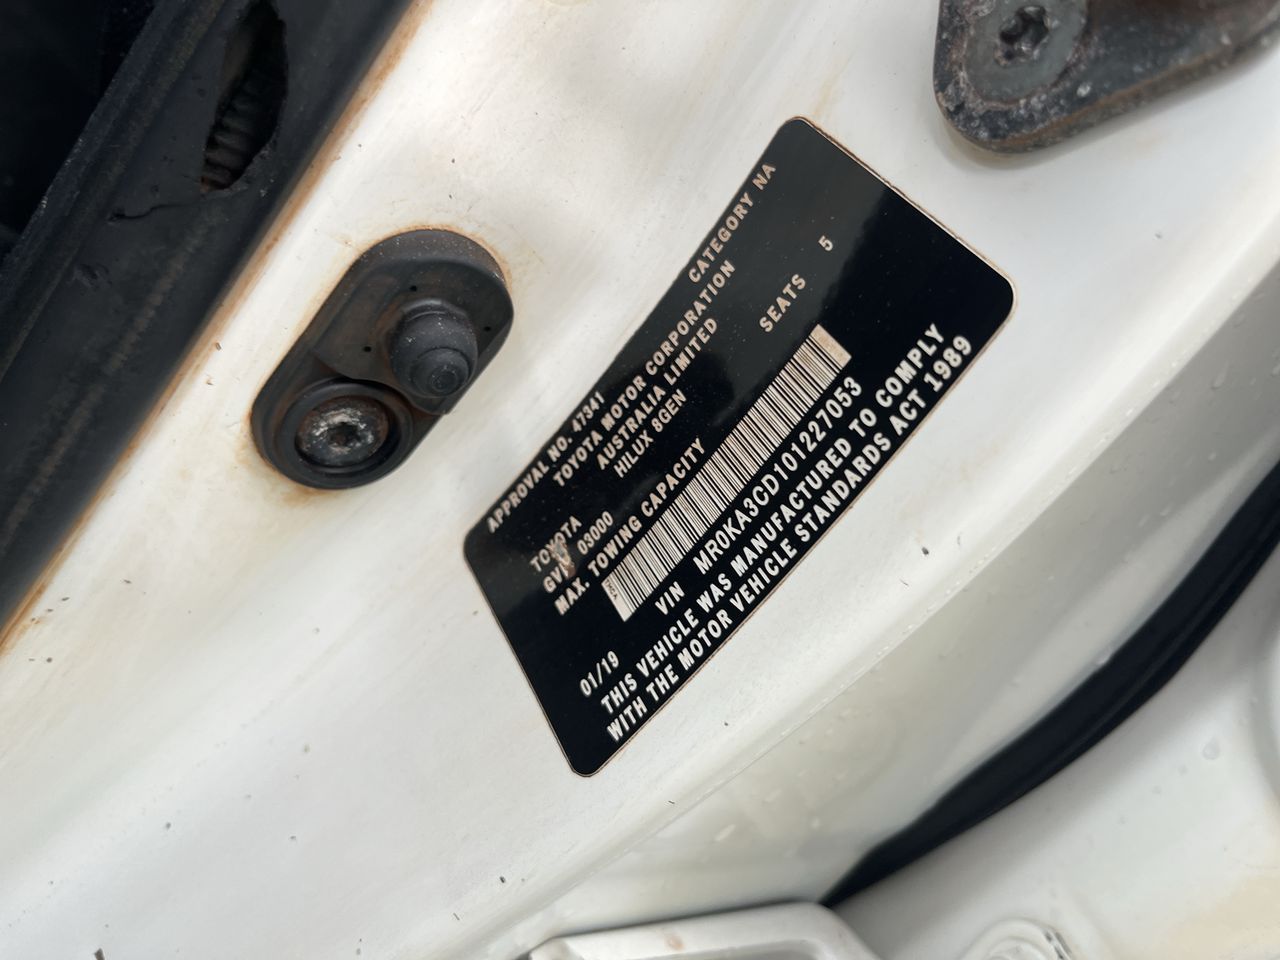 APPROVAL NO. 47341 CATEGORY NA
TOYOTA MOTOR CORPORATION
AUSTRALIA LIMITED
TOYOTA HILUX 8GEN SEATS 5
GVM 03000
MAX. TOWING CAPACITY
VIN MR0KA3CD101227053
01/19
THIS VEHICLE WAS MANUFACTURED TO COMPLY
WITH THE MOTOR VEHICLE STANDARDS ACT 1989